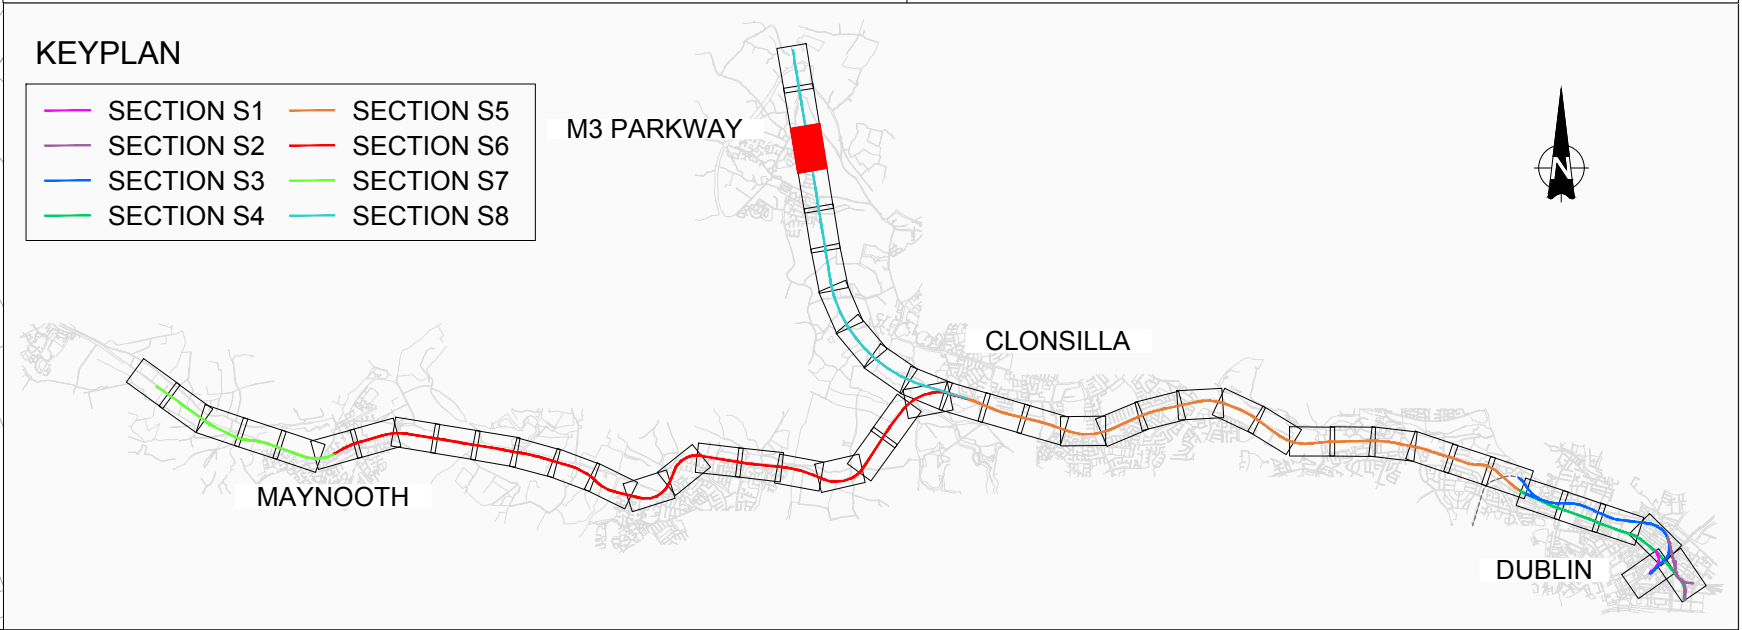 KEYPLAN
SECTION S1 SECTION S5
SECTION S2 SECTION S6
SECTION S3 SECTION S7
SECTION S4 SECTION S8
M3 PARKWAY
N
CLONSILLA
MAYNOOTH
DUBLIN